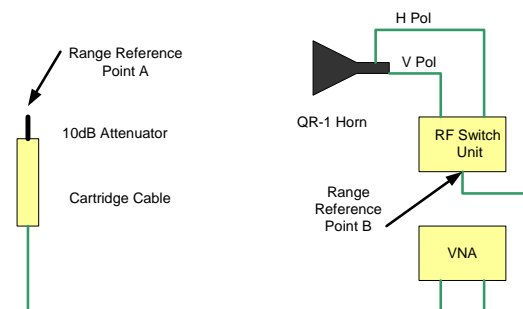 Range Reference
Point A
10dB Attenuator
Cartridge Cable
H Pol
V Pol
QR-1 Horn
RF Switch
Unit
Range
Reference
Point B
VNA